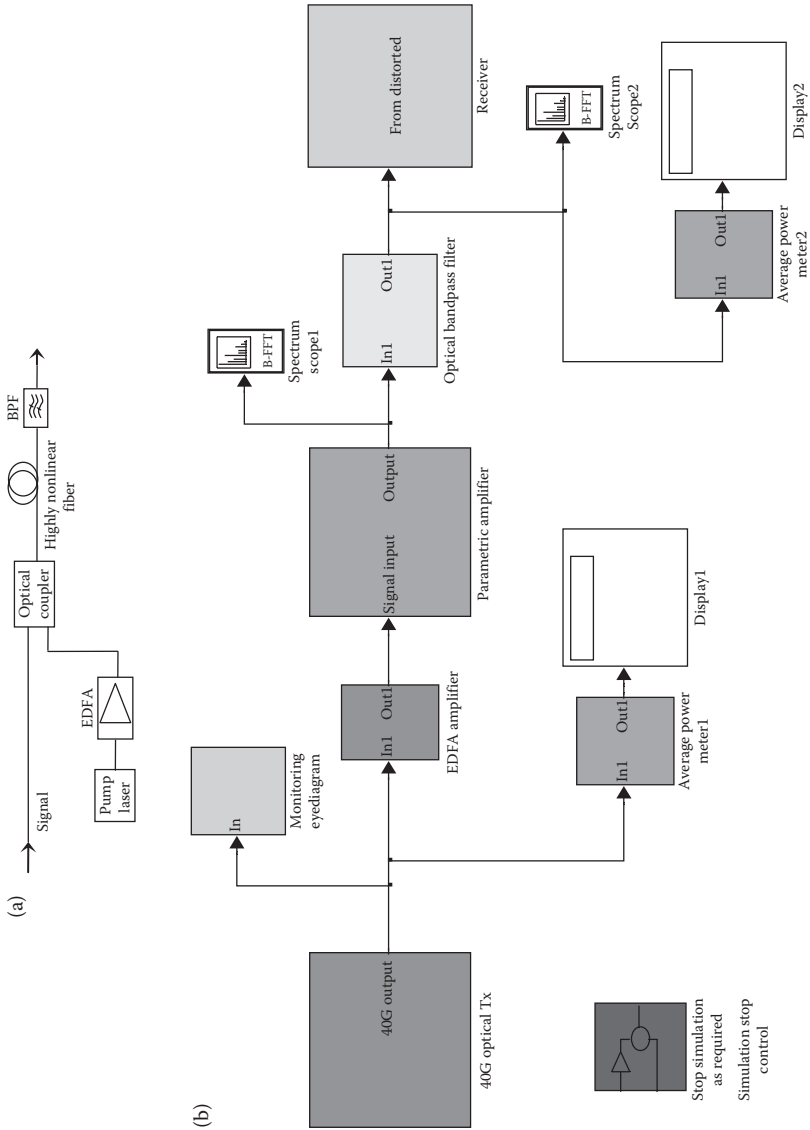 (a)
Signal
Pump
laser
EDFA
Optical
coupler
Highly nonlinear
fiber
BPF
(b)
40G output
40G optical Tx
In
Monitoring
eyediagram
In1 Out1
EDFA amplifier
In1 Out1
Average power
meter1
Display1
Signal input Output
Parametric amplifier
B-FFT
Spectrum
scope1
In1 Out1
Optical bandpass filter
From distorted
Receiver
B-FFT
Spectrum
Scope2
In1 Out1
Average power
meter2
Display2
Stop simulation
as required
Simulation stop
control